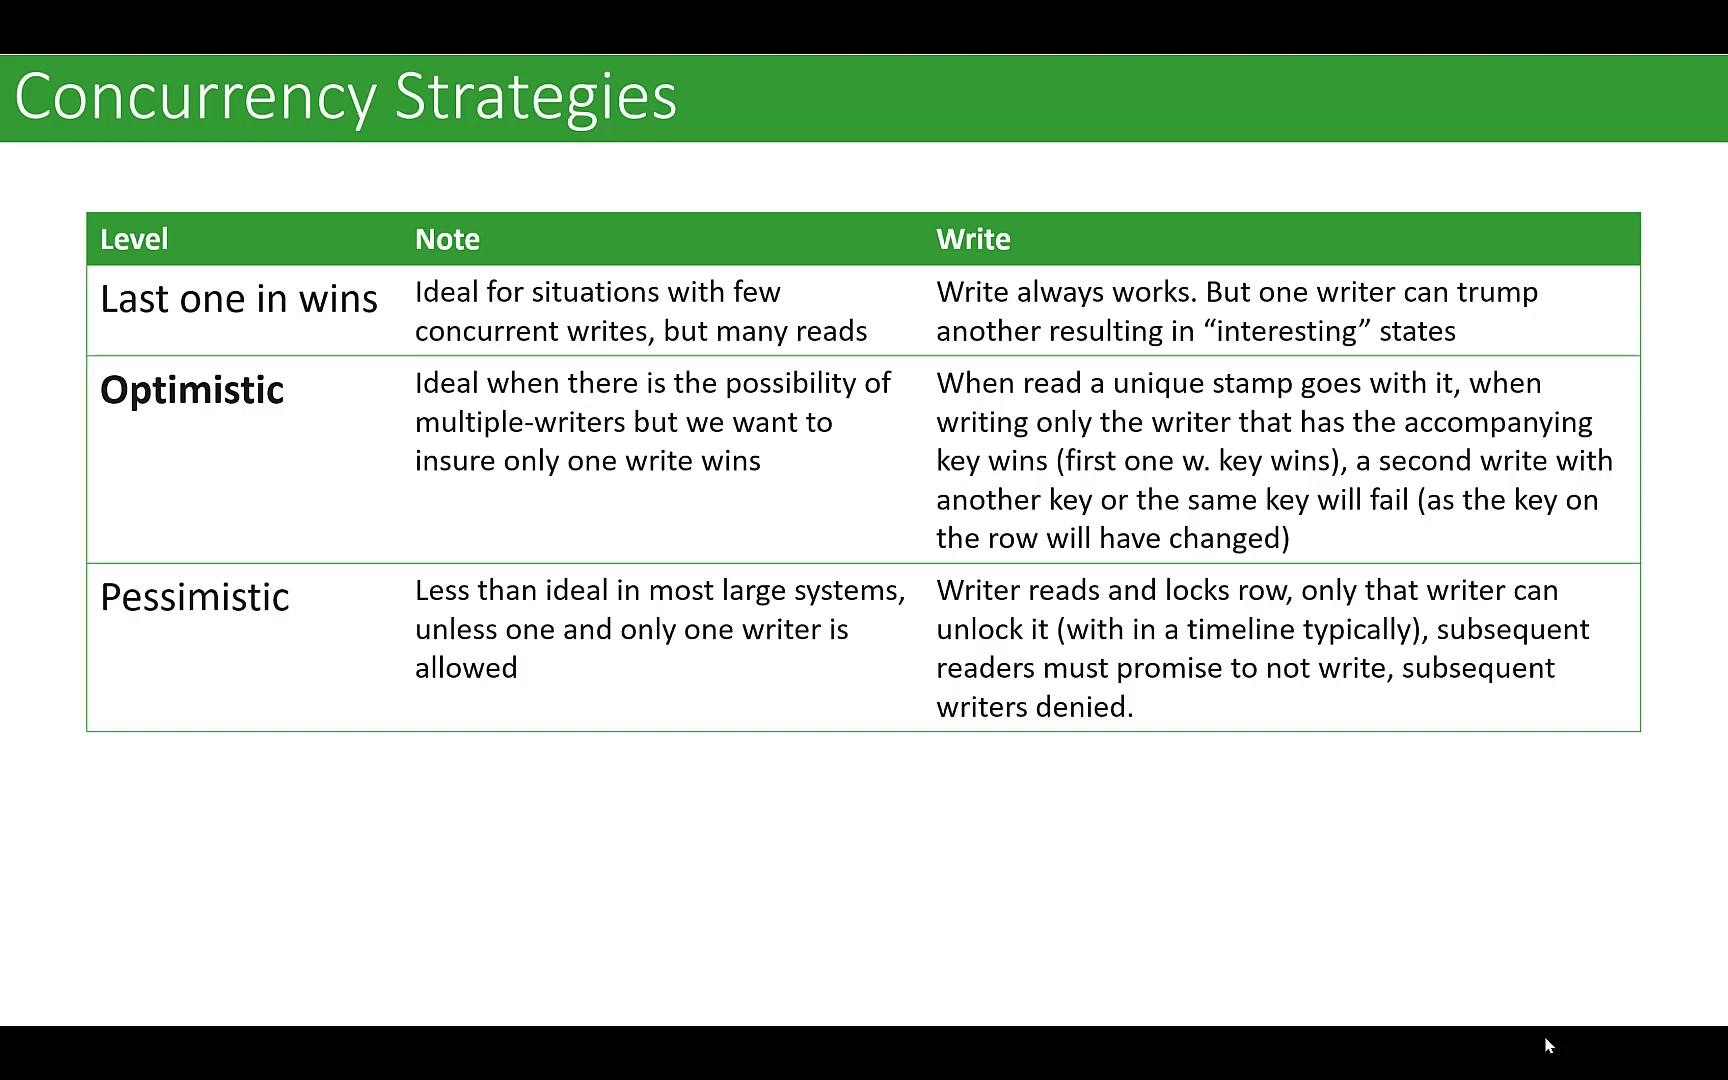 Concurrency Strategies
Level
Note
Write
Last one in wins
Ideal for situations with few
concurrent writes, but many reads
Write always works. But one writer can trump
another resulting in “interesting” states
Optimistic
Ideal when there is the possibility of
multiple-writers but we want to
insure only one write wins
When read a unique stamp goes with it, when
writing only the writer that has the accompanying
key wins (first one w. key wins), a second write with
another key or the same key will fail (as the key on
the row will have changed)
Pessimistic
Less than ideal in most large systems,
unless one and only one writer is
allowed
Writer reads and locks row, only that writer can
unlock it (with in a timeline typically), subsequent
readers must promise to not write, subsequent
writers denied.